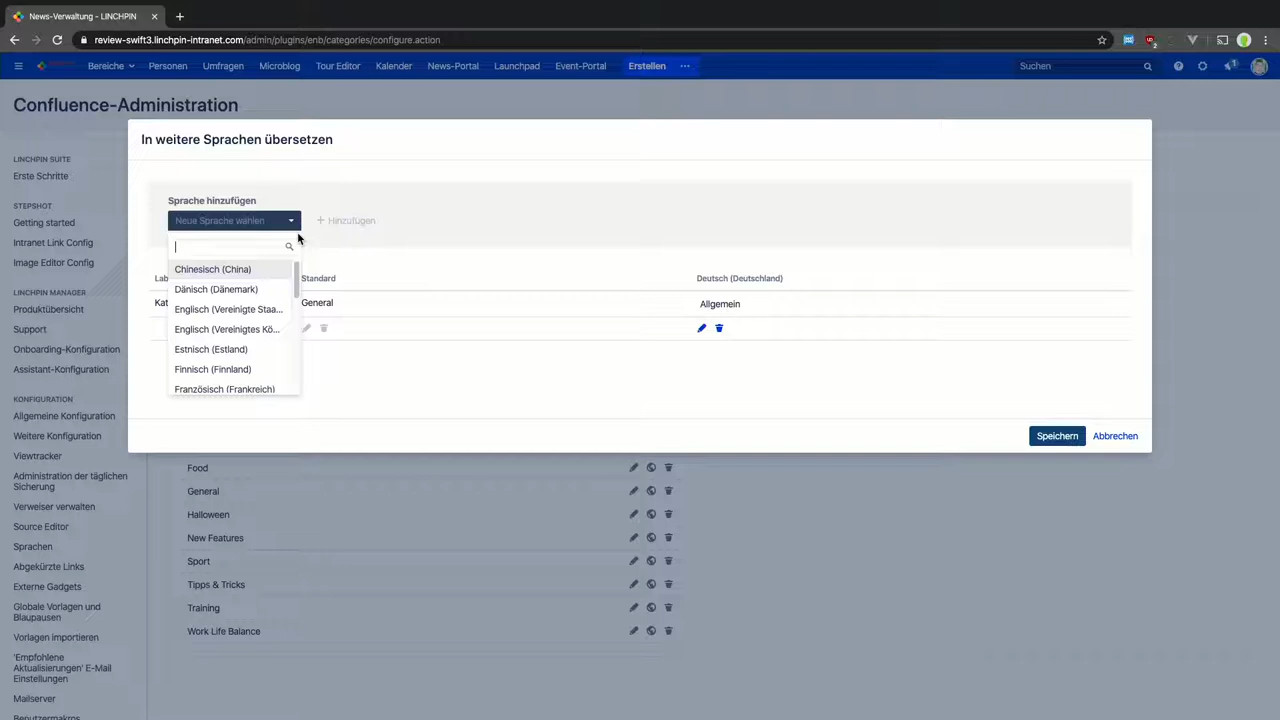 News-Verwaltung - LINCHPIN
review-swift3.linchpin-intranet.com/admin/plugins/enb/categories/configure.action
Bereiche Personen Umfragen Microblog Tour Editor Kalender News-Portal Launchpad Event-Portal Erstellen ··· Suchen
Confluence-Administration
LINCHPIN SUITE
Erste Schritte
STEPSHOT
Getting started
Intranet Link Config
Image Editor Config
LINCHPIN MANAGER
Produktübersicht
Support
Onboarding-Konfiguration
Assistant-Konfiguration
KONFIGURATION
Allgemeine Konfiguration
Weitere Konfiguration
Viewtracker
Administration der täglichen
Sicherung
Verweiser verwalten
Source Editor
Sprachen
Abgekürzte Links
Externe Gadgets
Globale Vorlagen und
Blaupausen
Vorlagen importieren
'Empfohlene
Aktualisierungen' E-Mail
Einstellungen
Mailserver
Benutzermakros
In weitere Sprachen übersetzen
Sprache hinzufügen
Neue Sprache wählen + Hinzufügen
Chinesisch (China)
Dänisch (Dänemark)
Englisch (Vereinigte Staa...
Englisch (Vereinigtes Kö...
Estnisch (Estland)
Finnisch (Finnland)
Französisch (Frankreich)
Lab Standard Deutsch (Deutschland)
Kat General Allgemein
Speichern Abbrechen
Food
General
Halloween
New Features
Sport
Tipps & Tricks
Training
Work Life Balance